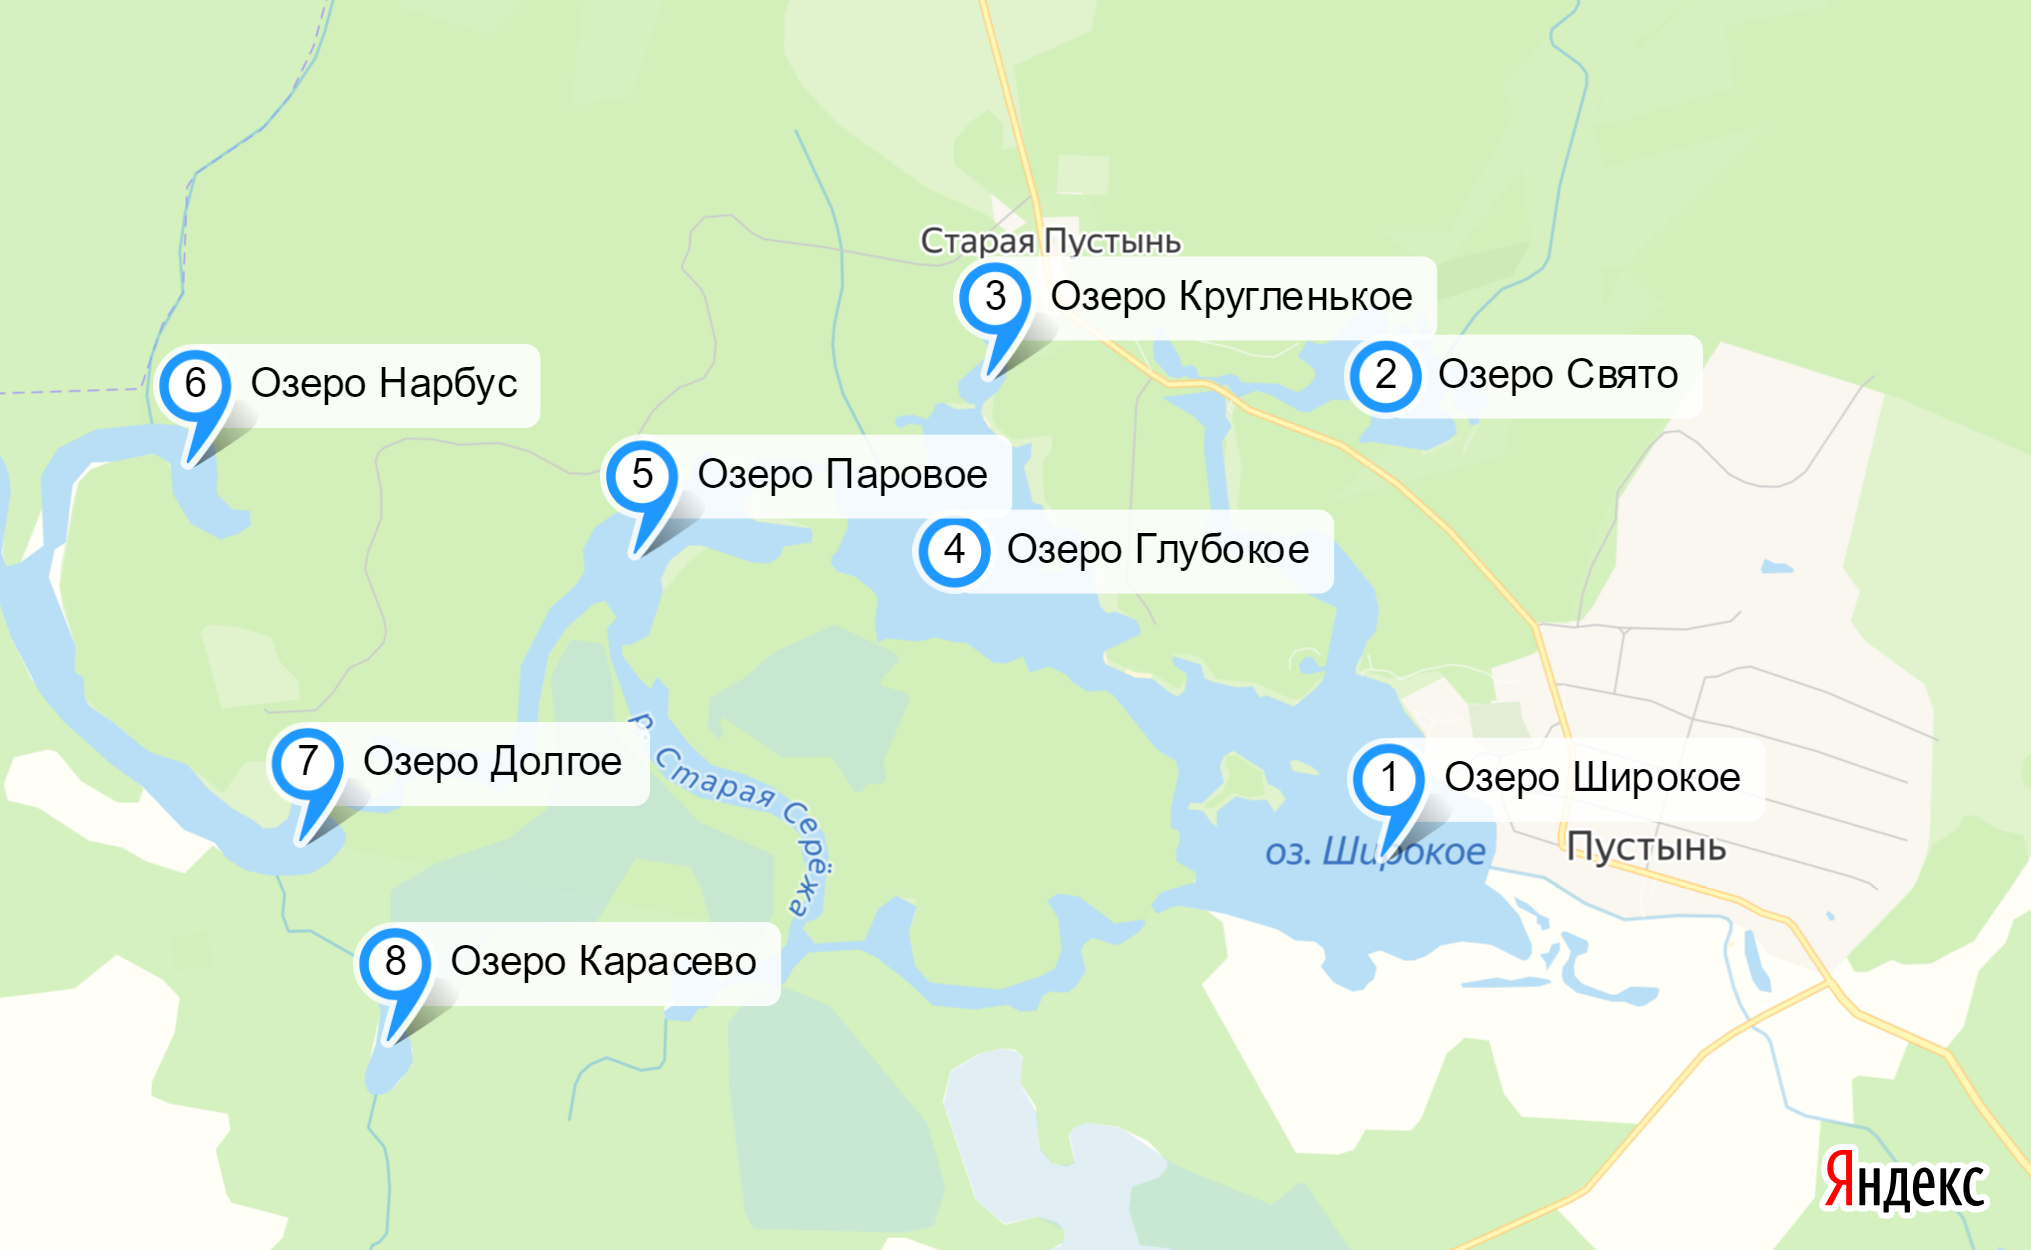 Старая Пустынь
3 Озеро Кругленькое
2 Озеро Свято
6 Озеро Нарбус
5 Озеро Паровое
4 Озеро Глубокое
р. Старая Серёжа
7 Озеро Долгое
1 Озеро Широкое
оз. Широкое
Пустынь
8 Озеро Карасево
Яндекс